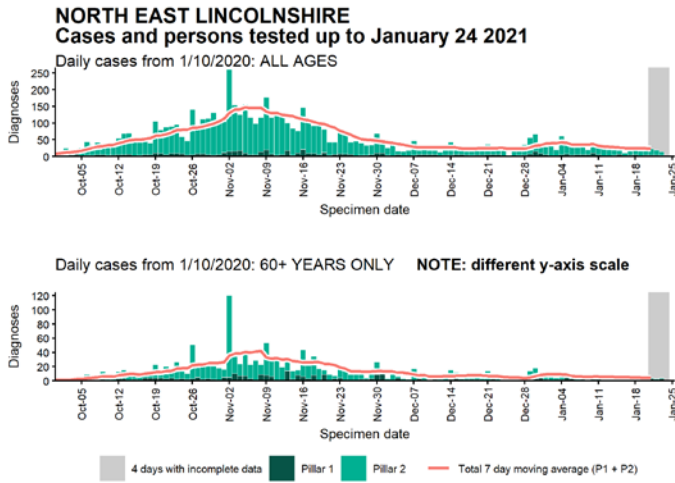 NORTH EAST LINCOLNSHIRE
Cases and persons tested up to January 24 2021
Daily cases from 1/10/2020: ALL AGES
Diagnoses
250
200
150
100
50
0
Oct-05
Oct-12
Oct-19
Oct-26
Nov-02
Nov-09
Nov-16
Nov-23
Nov-30
Dec-07
Dec-14
Dec-21
Dec-28
Jan-04
Jan-11
Jan-18
Jan-25
Specimen date
Daily cases from 1/10/2020: 60+ YEARS ONLY NOTE: different y-axis scale
Diagnoses
120
100
80
60
40
20
0
Oct-05
Oct-12
Oct-19
Oct-26
Nov-02
Nov-09
Nov-16
Nov-23
Nov-30
Dec-07
Dec-14
Dec-21
Dec-28
Jan-04
Jan-11
Jan-18
Jan-25
Specimen date
4 days with incomplete data Pillar 1 Pillar 2 Total 7 day moving average (P1 + P2)